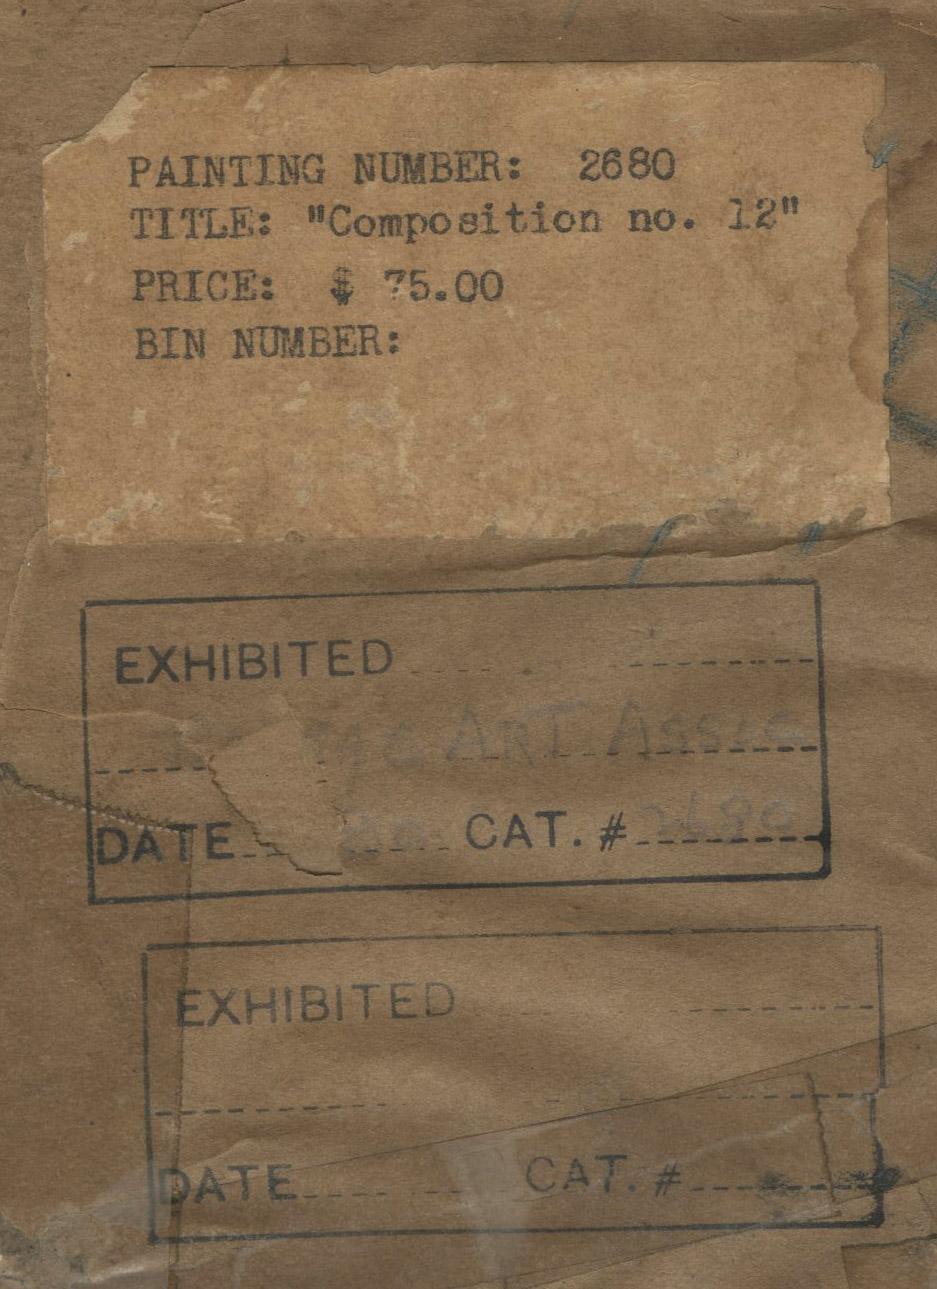 PAINTING NUMBER: 2680
TITLE: "Composition no. 12"
PRICE: $ 75.00
BIN NUMBER:
EXHIBITED
ART Assoc
DATE CAT. # 2680
EXHIBITED
DATE CAT. #